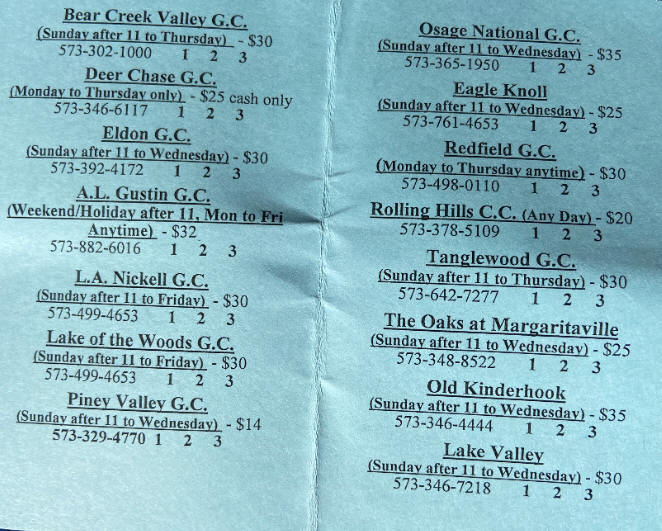 Bear Creek Valley G.C.
(Sunday after 11 to Thursday) - $30
573-302-1000 1 2 3
Deer Chase G.C.
(Monday to Thursday only) - $25 cash only
573-346-6117 1 2 3
Eldon G.C.
(Sunday after 11 to Wednesday) - $30
573-392-4172 1 2 3
A.L. Gustin G.C.
(Weekend/Holiday after 11, Mon to Fri
Anytime) - $32
573-882-6016 1 2 3
L.A. Nickell G.C.
(Sunday after 11 to Friday) - $30
573-499-4653 1 2 3
Lake of the Woods G.C.
(Sunday after 11 to Friday) - $30
573-499-4653 1 2 3
Piney Valley G.C.
(Sunday after 11 to Wednesday) - $14
573-329-4770 1 2 3
Osage National G.C.
(Sunday after 11 to Wednesday) - $35
573-365-1950 1 2 3
Eagle Knoll
(Sunday after 11 to Wednesday) - $25
573-761-4653 1 2 3
Redfield G.C.
(Monday to Thursday anytime) - $30
573-498-0110 1 2 3
Rolling Hills C.C. (Any Day) - $20
573-378-5109 1 2 3
Tanglewood G.C.
(Sunday after 11 to Thursday) - $30
573-642-7277 1 2 3
The Oaks at Margaritaville
(Sunday after 11 to Wednesday) - $25
573-348-8522 1 2 3
Old Kinderhook
(Sunday after 11 to Wednesday) - $35
573-346-4444 1 2 3
Lake Valley
(Sunday after 11 to Wednesday) - $30
573-346-7218 1 2 3